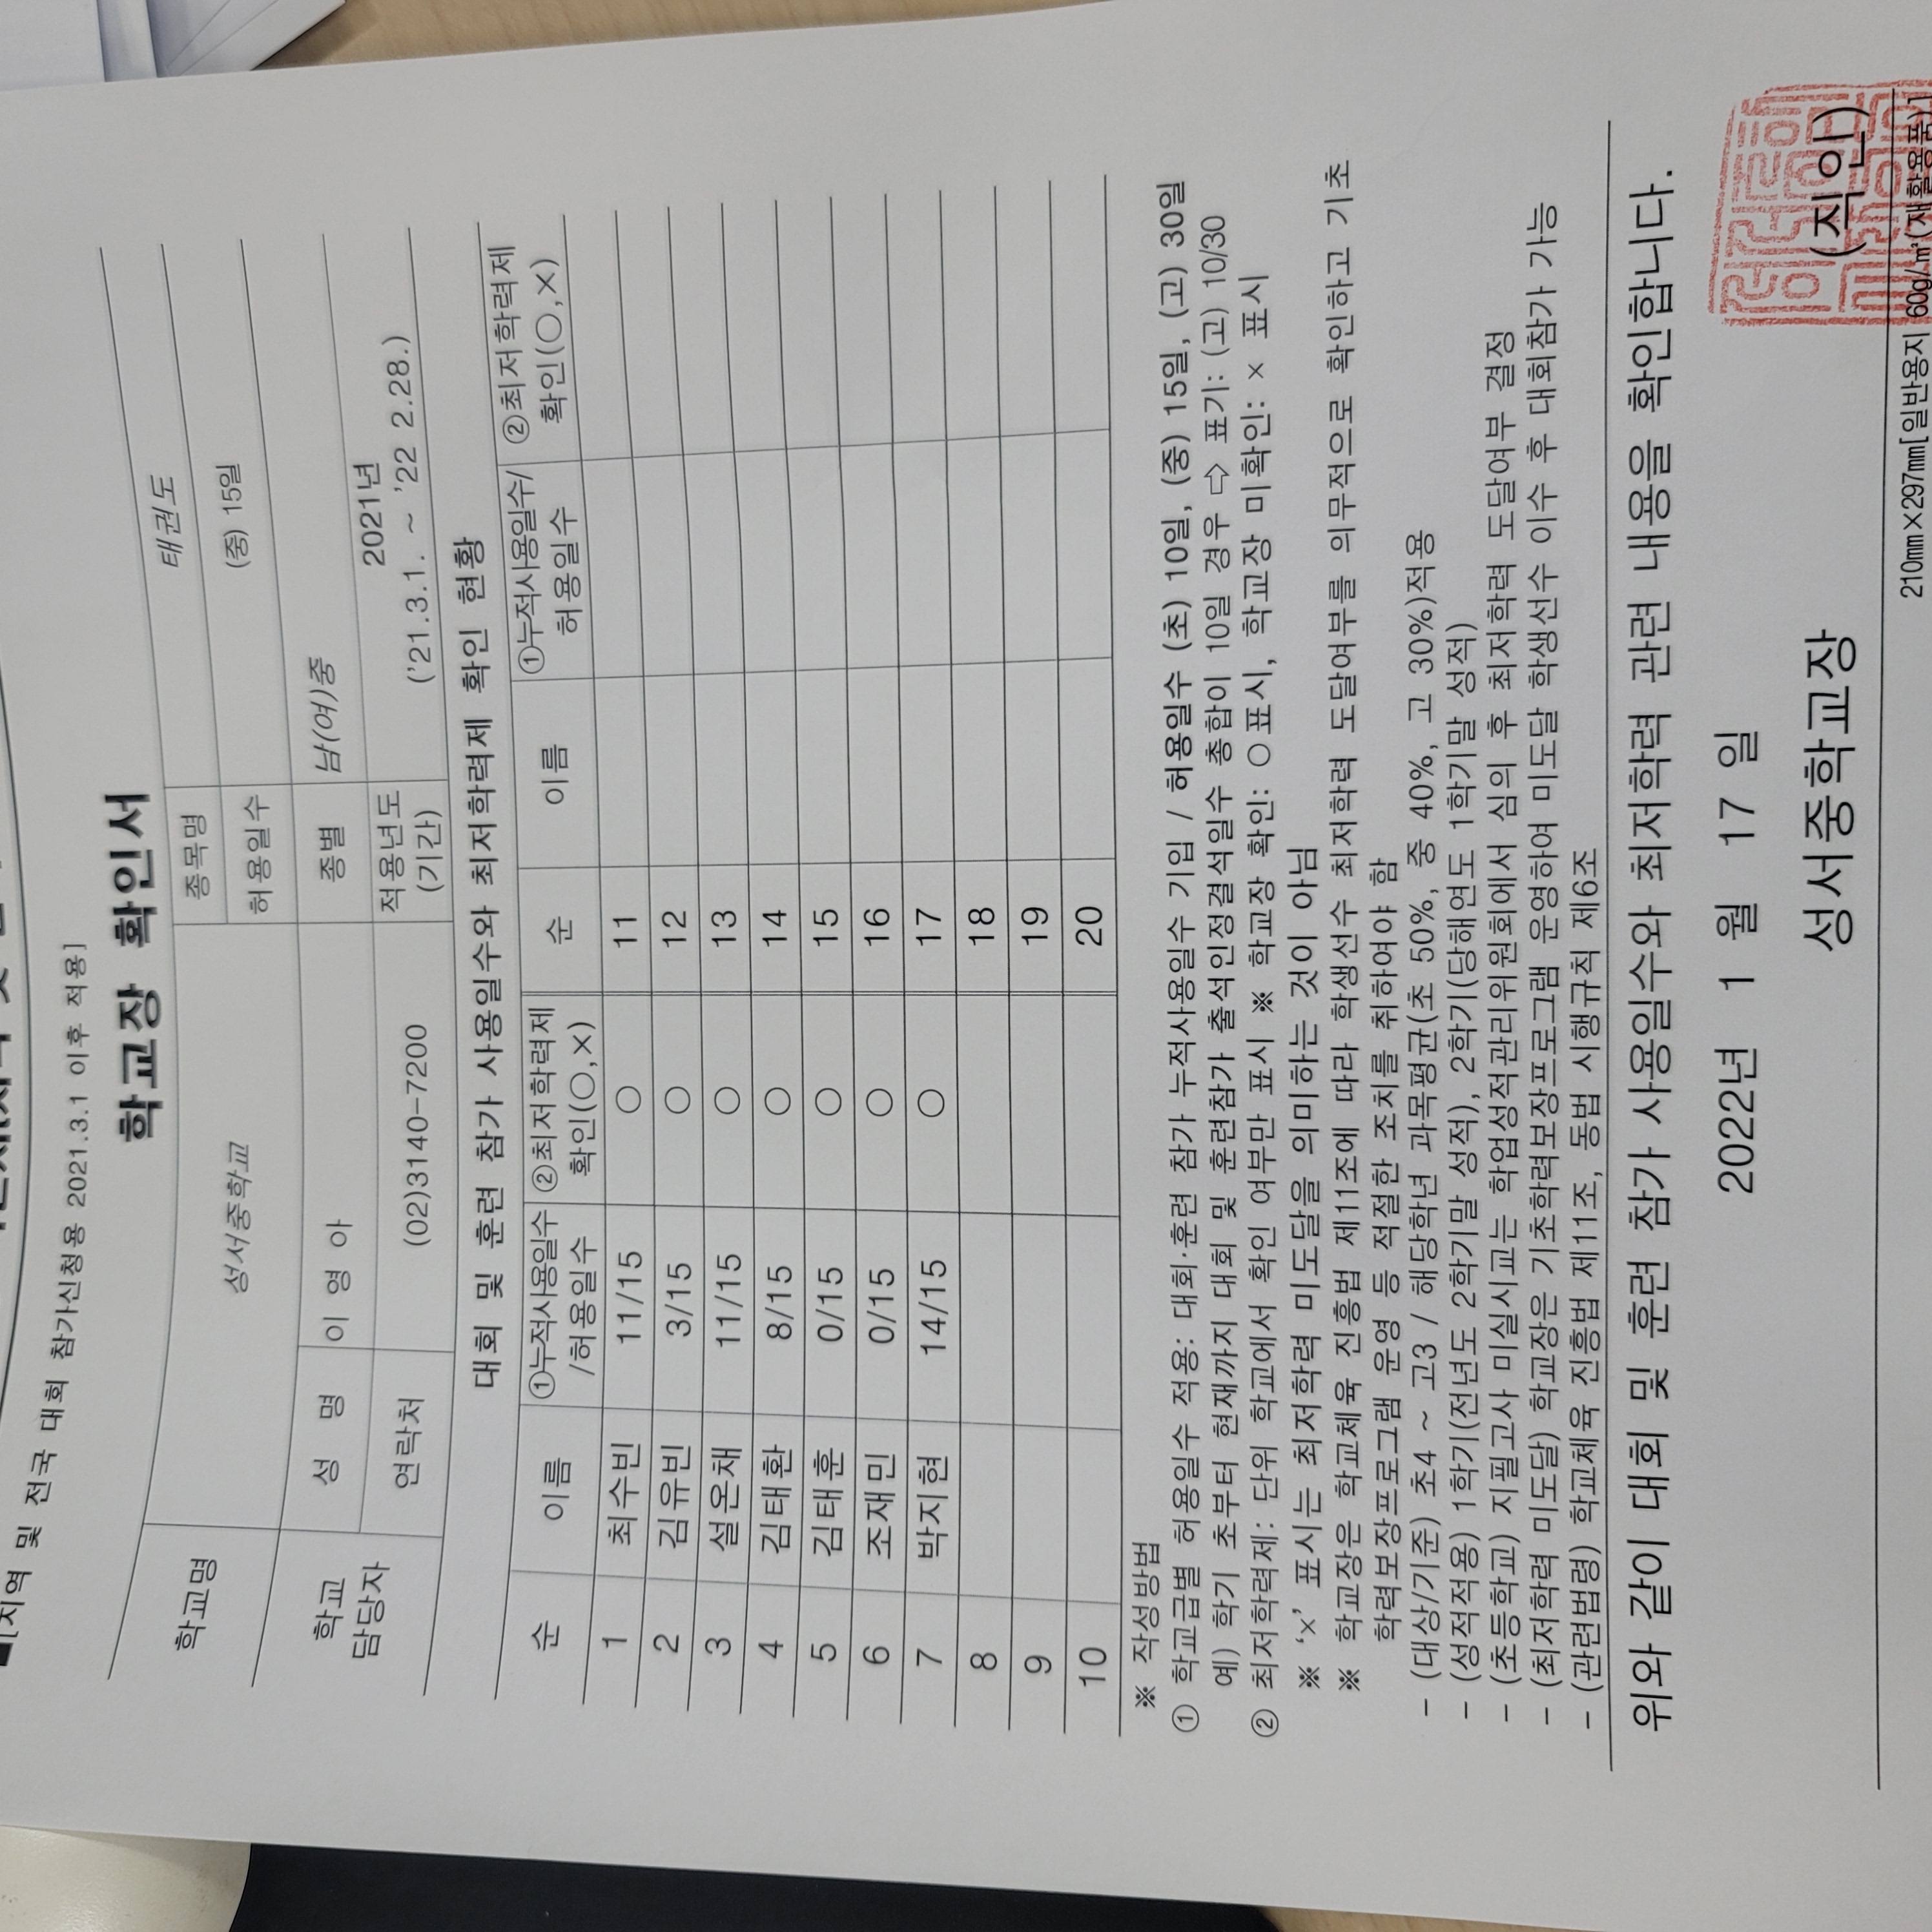 [지역 및 전국 대회 참가신청용 2021.3.1 이후 적용]
학교장 확인서
학교명 성서중학교 종목명 태권도
허용일수 (중) 15일
학교 담당자 성 명 이 영 아 종별 남(여)중
연락처 (02)3140-7200 적용년도 (기간) 2021년 ('21.3.1. ~ '22 2.28.)
대회 및 훈련 참가 사용일수와 최저학력제 확인 현황
순 이름 ①누적사용일수/허용일수 ②최저학력제 확인(○,×) 순 이름 ①누적사용일수/허용일수 ②최저학력제 확인(○,×)
1 최수빈 11/15 ○ 11
2 김유빈 3/15 ○ 12
3 설온채 11/15 ○ 13
4 김태환 8/15 ○ 14
5 김태훈 0/15 ○ 15
6 조재민 0/15 ○ 16
7 박지현 14/15 ○ 17
8 18
9 19
10 20
※ 작성방법
① 학교급별 허용일수 적용: 대회·훈련 참가 누적사용일수 기입 / 허용일수 (초) 10일, (중) 15일, (고) 30일
예) 학기 초부터 현재까지 대회 및 훈련참가 출석인정결석일수 총합이 10일 경우 ⇨ 표기: (고) 10/30
② 최저학력제: 단위 학교에서 확인 여부만 표시 ※ 학교장 확인: ○표시, 학교장 미확인: × 표시
※ '×' 표시는 최저학력 미도달을 의미하는 것이 아님
※ 학교장은 학교체육 진흥법 제11조에 따라 학생선수 최저학력 도달여부를 의무적으로 확인하고 기초
학력보장프로그램 운영 등 적절한 조치를 취하여야 함
- (대상/기준) 초4 ~ 고3 / 해당학년 과목평균(초 50%, 중 40%, 고 30%)적용
- (성적적용) 1학기(전년도 2학기말 성적), 2학기(당해연도 1학기말 성적)
- (초등학교) 지필고사 미실시교는 학업성적관리위원회에서 심의 후 최저학력 도달여부 결정
- (최저학력 미도달) 학교장은 기초학력보장프로그램 운영하여 미도달 학생선수 이수 후 대회참가 가능
- (관련법령) 학교체육 진흥법 제11조, 동법 시행규칙 제6조
위와 같이 대회 및 훈련 참가 사용일수와 최저학력 관련 내용을 확인합니다.
2022년 1 월 17 일
성서중학교장 (직인)
210㎜×297㎜[일반용지 60g/㎡(재활용품)]